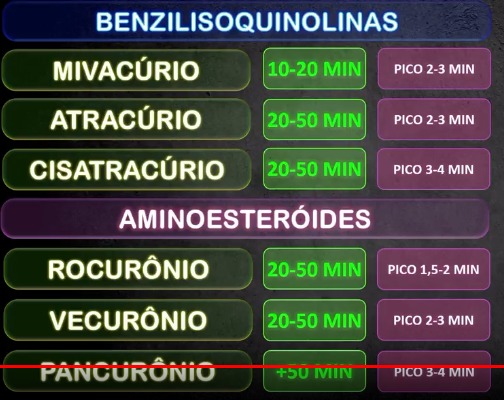 BENZILISOQUINOLINAS
MIVACÚRIO 10-20 MIN PICO 2-3 MIN
ATRACÚRIO 20-50 MIN PICO 2-3 MIN
CISATRACÚRIO 20-50 MIN PICO 3-4 MIN
AMINOESTERÓIDES
ROCURÔNIO 20-50 MIN PICO 1,5-2 MIN
VECURÔNIO 20-50 MIN PICO 2-3 MIN
PANCURÔNIO +50 MIN PICO 3-4 MIN